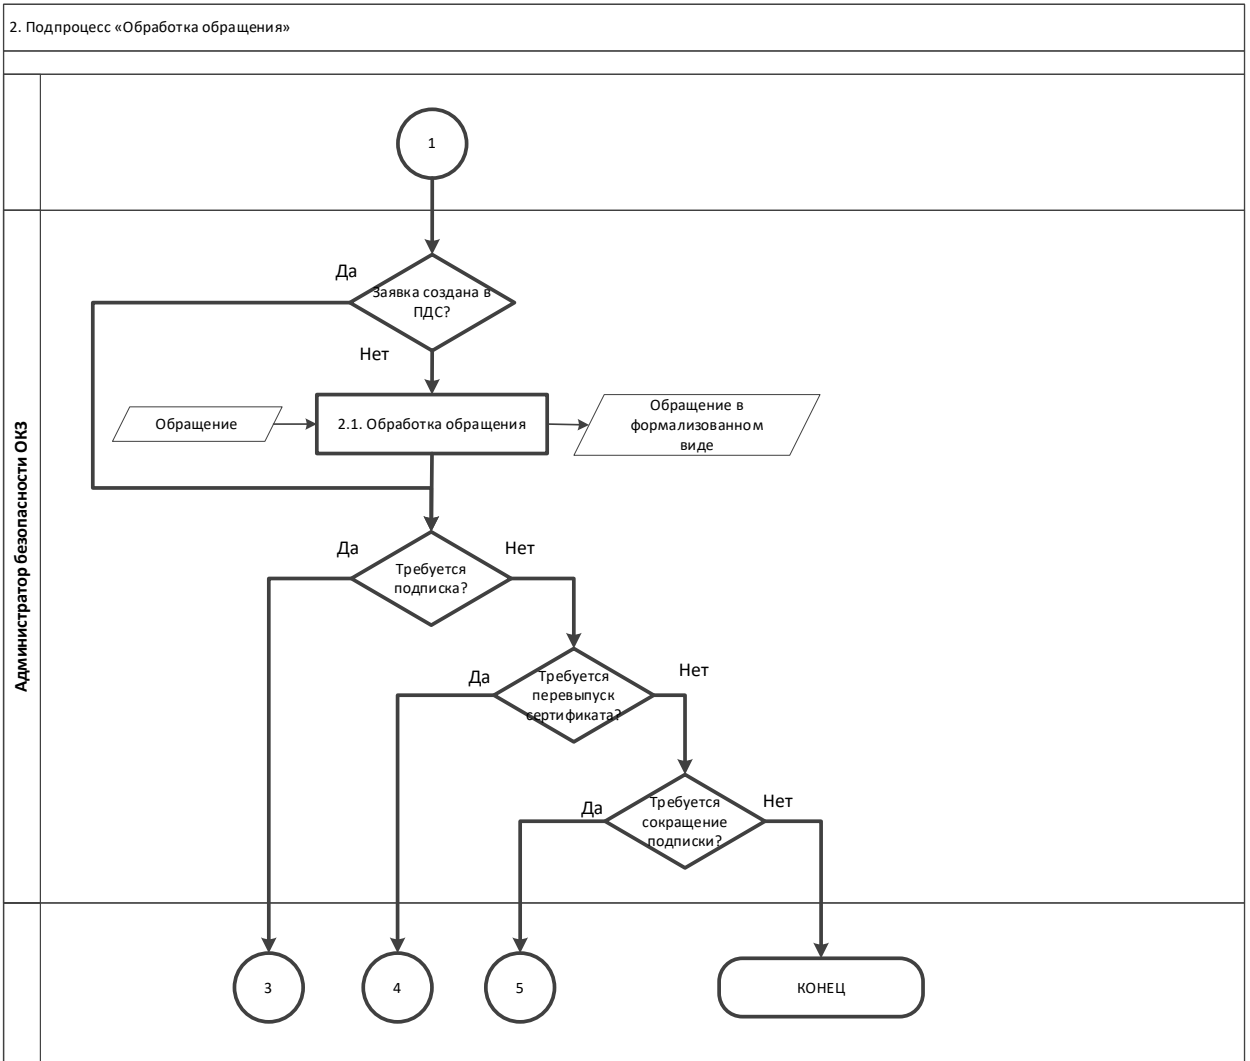 2. Подпроцесс «Обработка обращения»
1
Да
Заявка создана в
ПДС?
Нет
Обращение
2.1. Обработка обращения
Обращение в
формализованном
виде
Администратор безопасности ОКЗ
Да
Нет
Требуется
подписка?
Да
Нет
Требуется
перевыпуск
сертификата?
Да
Нет
Требуется
сокращение
подписки?
3
4
5
КОНЕЦ